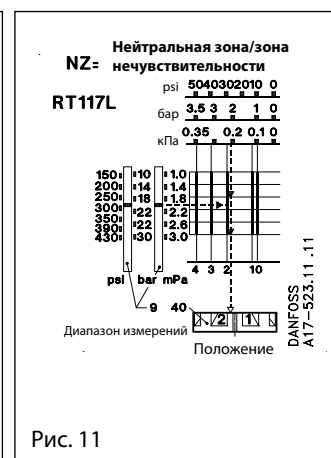 NZ= Нейтральная зона/зона нечувствительности
RT117L
psi 50 40 30 20 10 0
бар 3.5 3 2 1 0
кПа 0.35 0.2 0.1 0
150 10 1.0
200 14 1.4
250 18 1.8
300 22 2.2
350 22 2.6
390
430 30 3.0
4 3 2 1 0
psi bar mPa
9 40
Диапазон измерений
2 1
Положение
DANFOSS
A17-523.11.11
Рис. 11